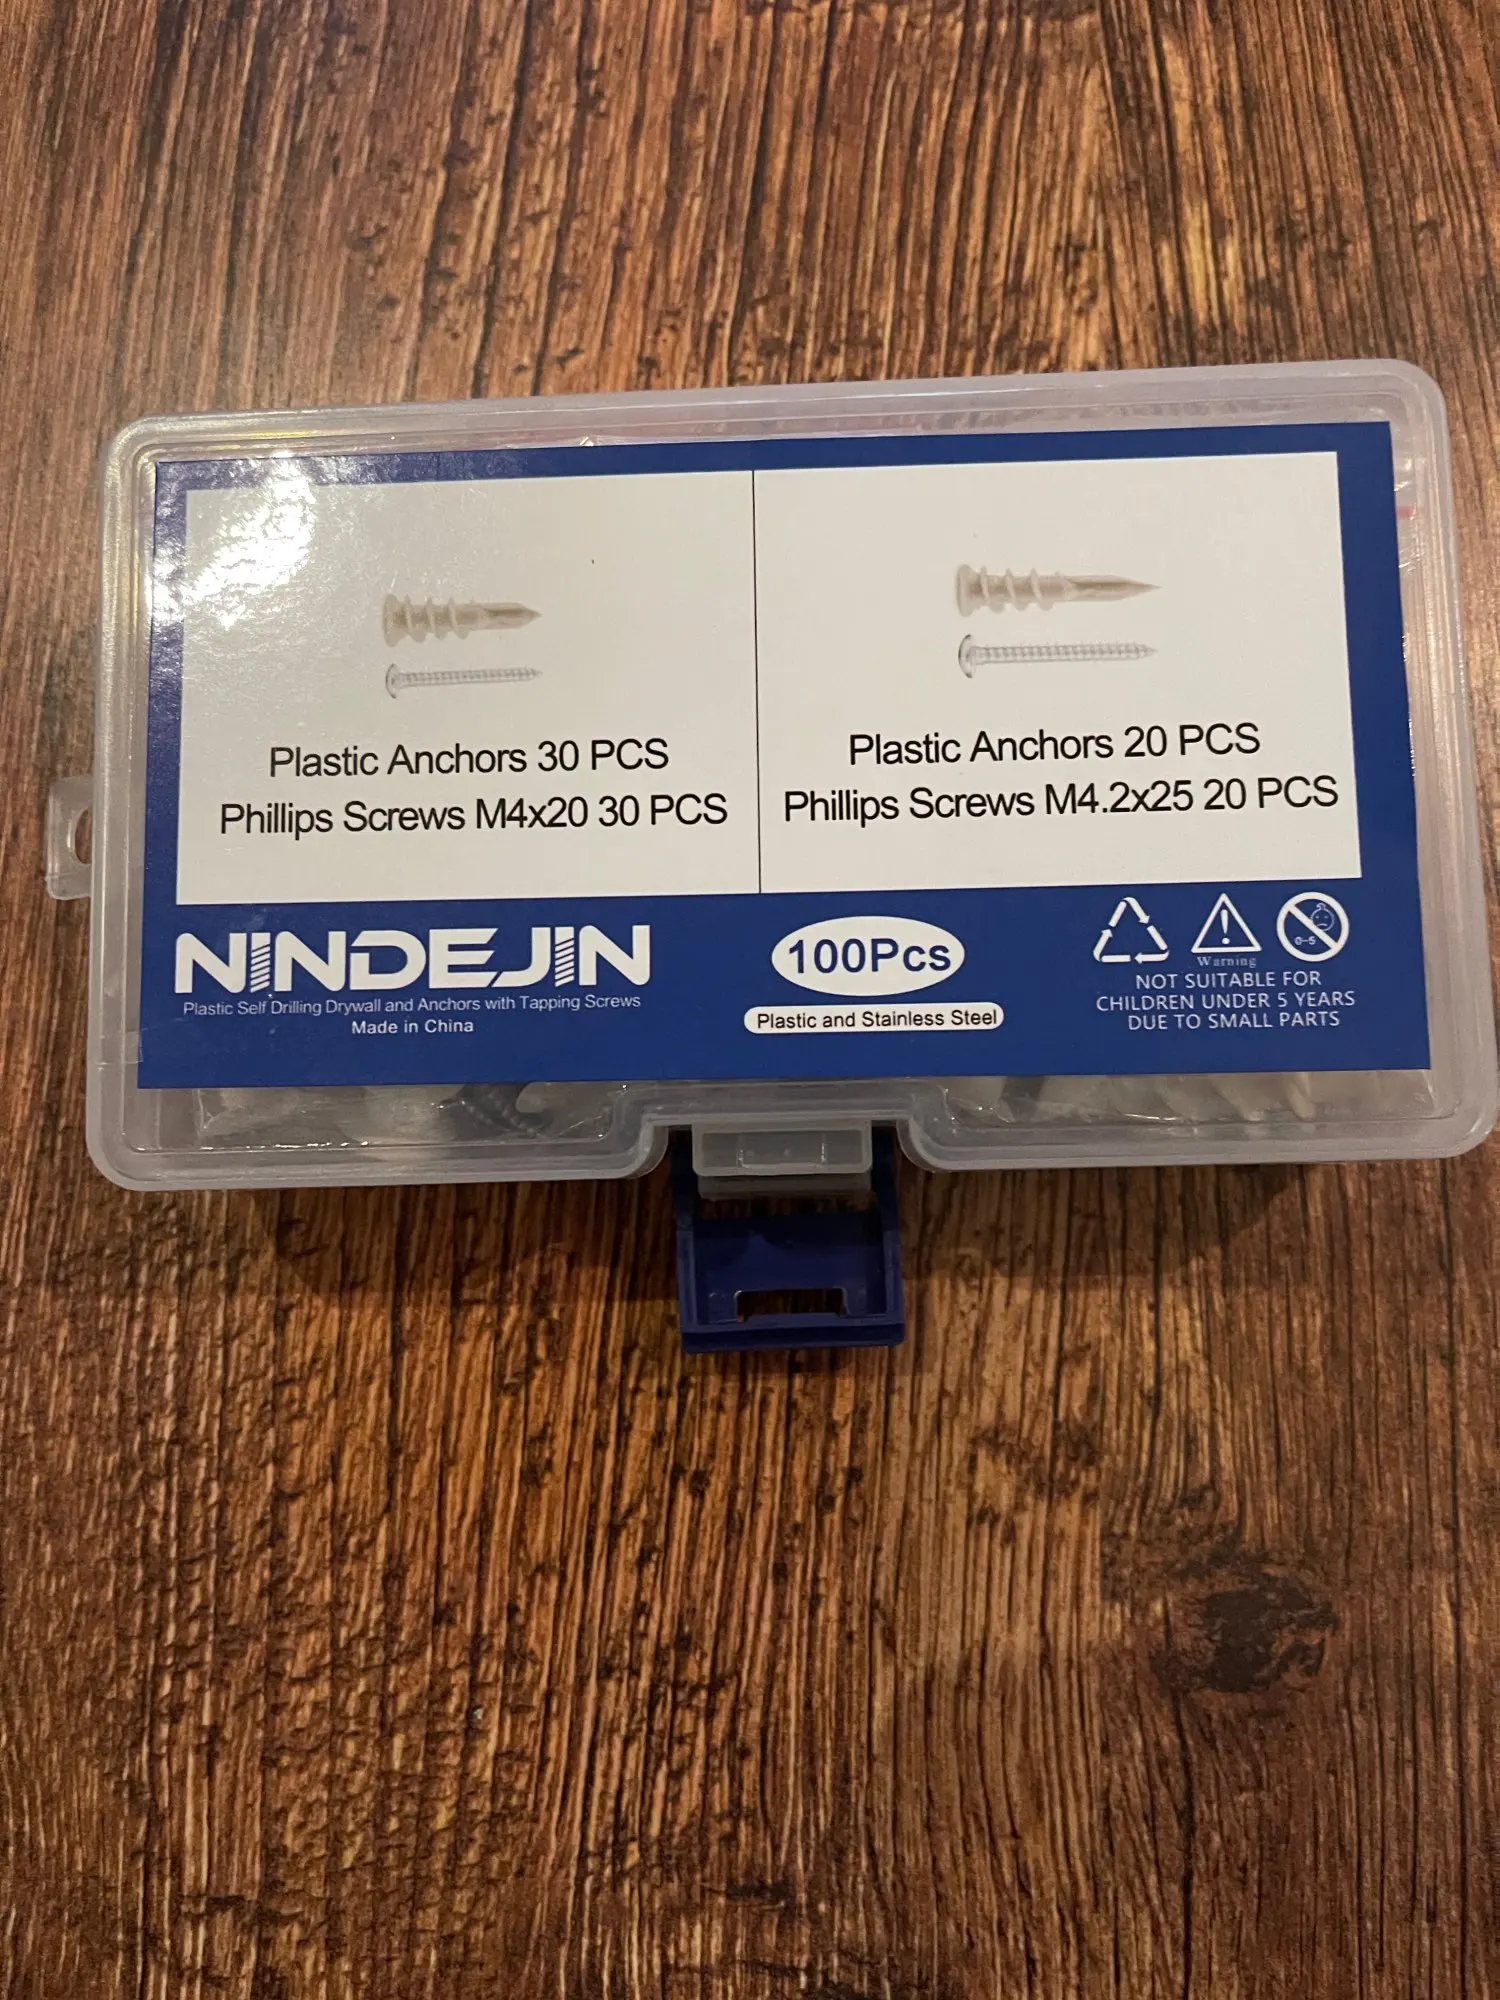 Plastic Anchors 30 PCS
Phillips Screws M4x20 30 PCS
Plastic Anchors 20 PCS
Phillips Screws M4.2x25 20 PCS
NINDEJIN
Plastic Self Drilling Drywall and Anchors with Tapping Screws
Made in China
100Pcs
Plastic and Stainless Steel
0-5
Warning
NOT SUITABLE FOR
CHILDREN UNDER 5 YEARS
DUE TO SMALL PARTS